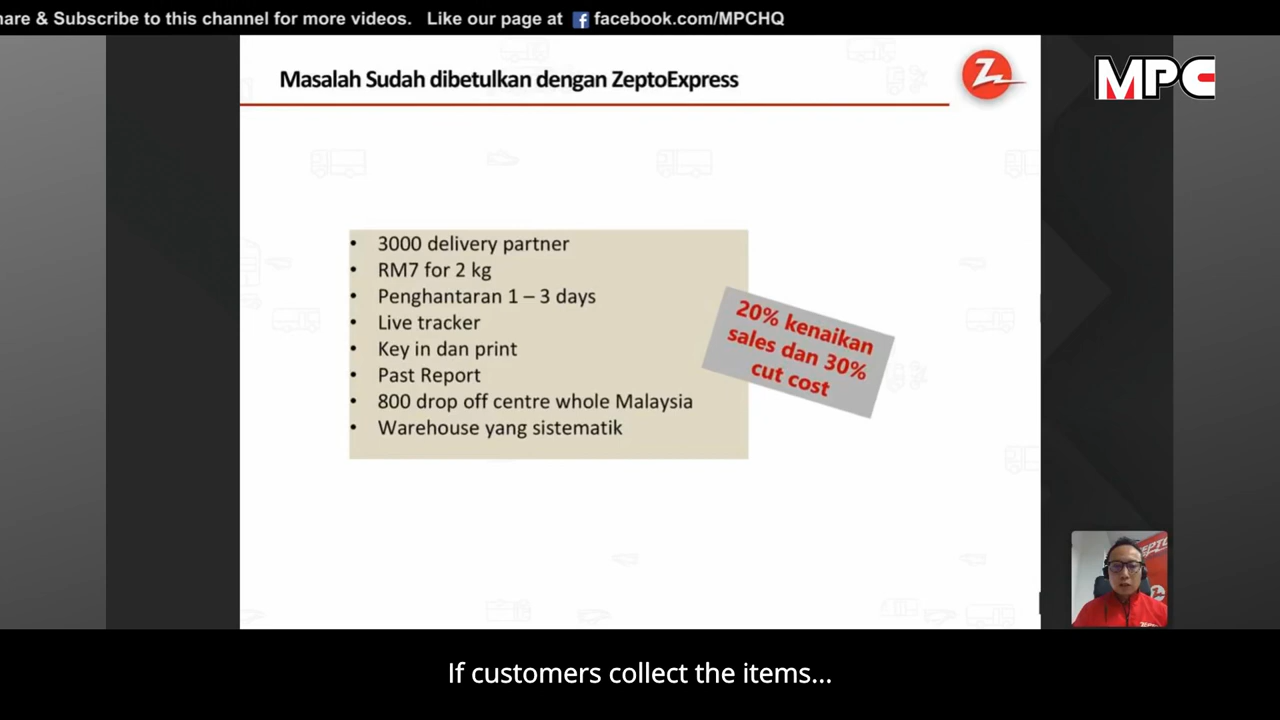 are & Subscribe to this channel for more videos. Like our page at facebook.com/MPCHQ
Masalah Sudah dibetulkan dengan ZeptoExpress
Z
MPC
• 3000 delivery partner
• RM7 for 2 kg
• Penghantaran 1 – 3 days
• Live tracker
• Key in dan print
• Past Report
• 800 drop off centre whole Malaysia
• Warehouse yang sistematik
20% kenaikan
sales dan 30%
cut cost
ZEPTO
If customers collect the items...